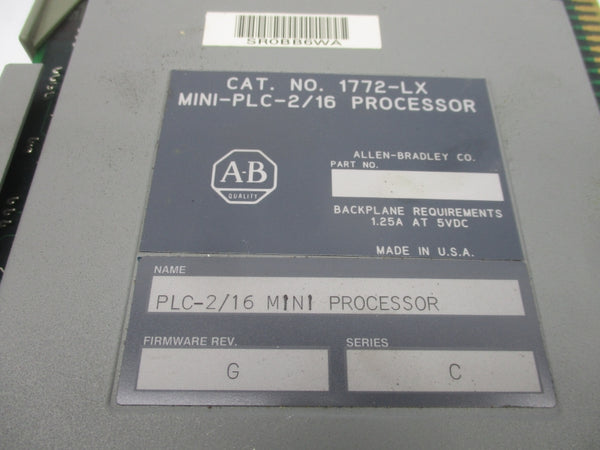 SR0BB6WA
CAT. NO. 1772-LX
MINI-PLC-2/16 PROCESSOR
A·B
QUALITY
ALLEN-BRADLEY CO.
PART NO.
BACKPLANE REQUIREMENTS
1.25A AT 5VDC
MADE IN U.S.A.
NAME
PLC-2/16 MINI PROCESSOR
FIRMWARE REV.
SERIES
G
C